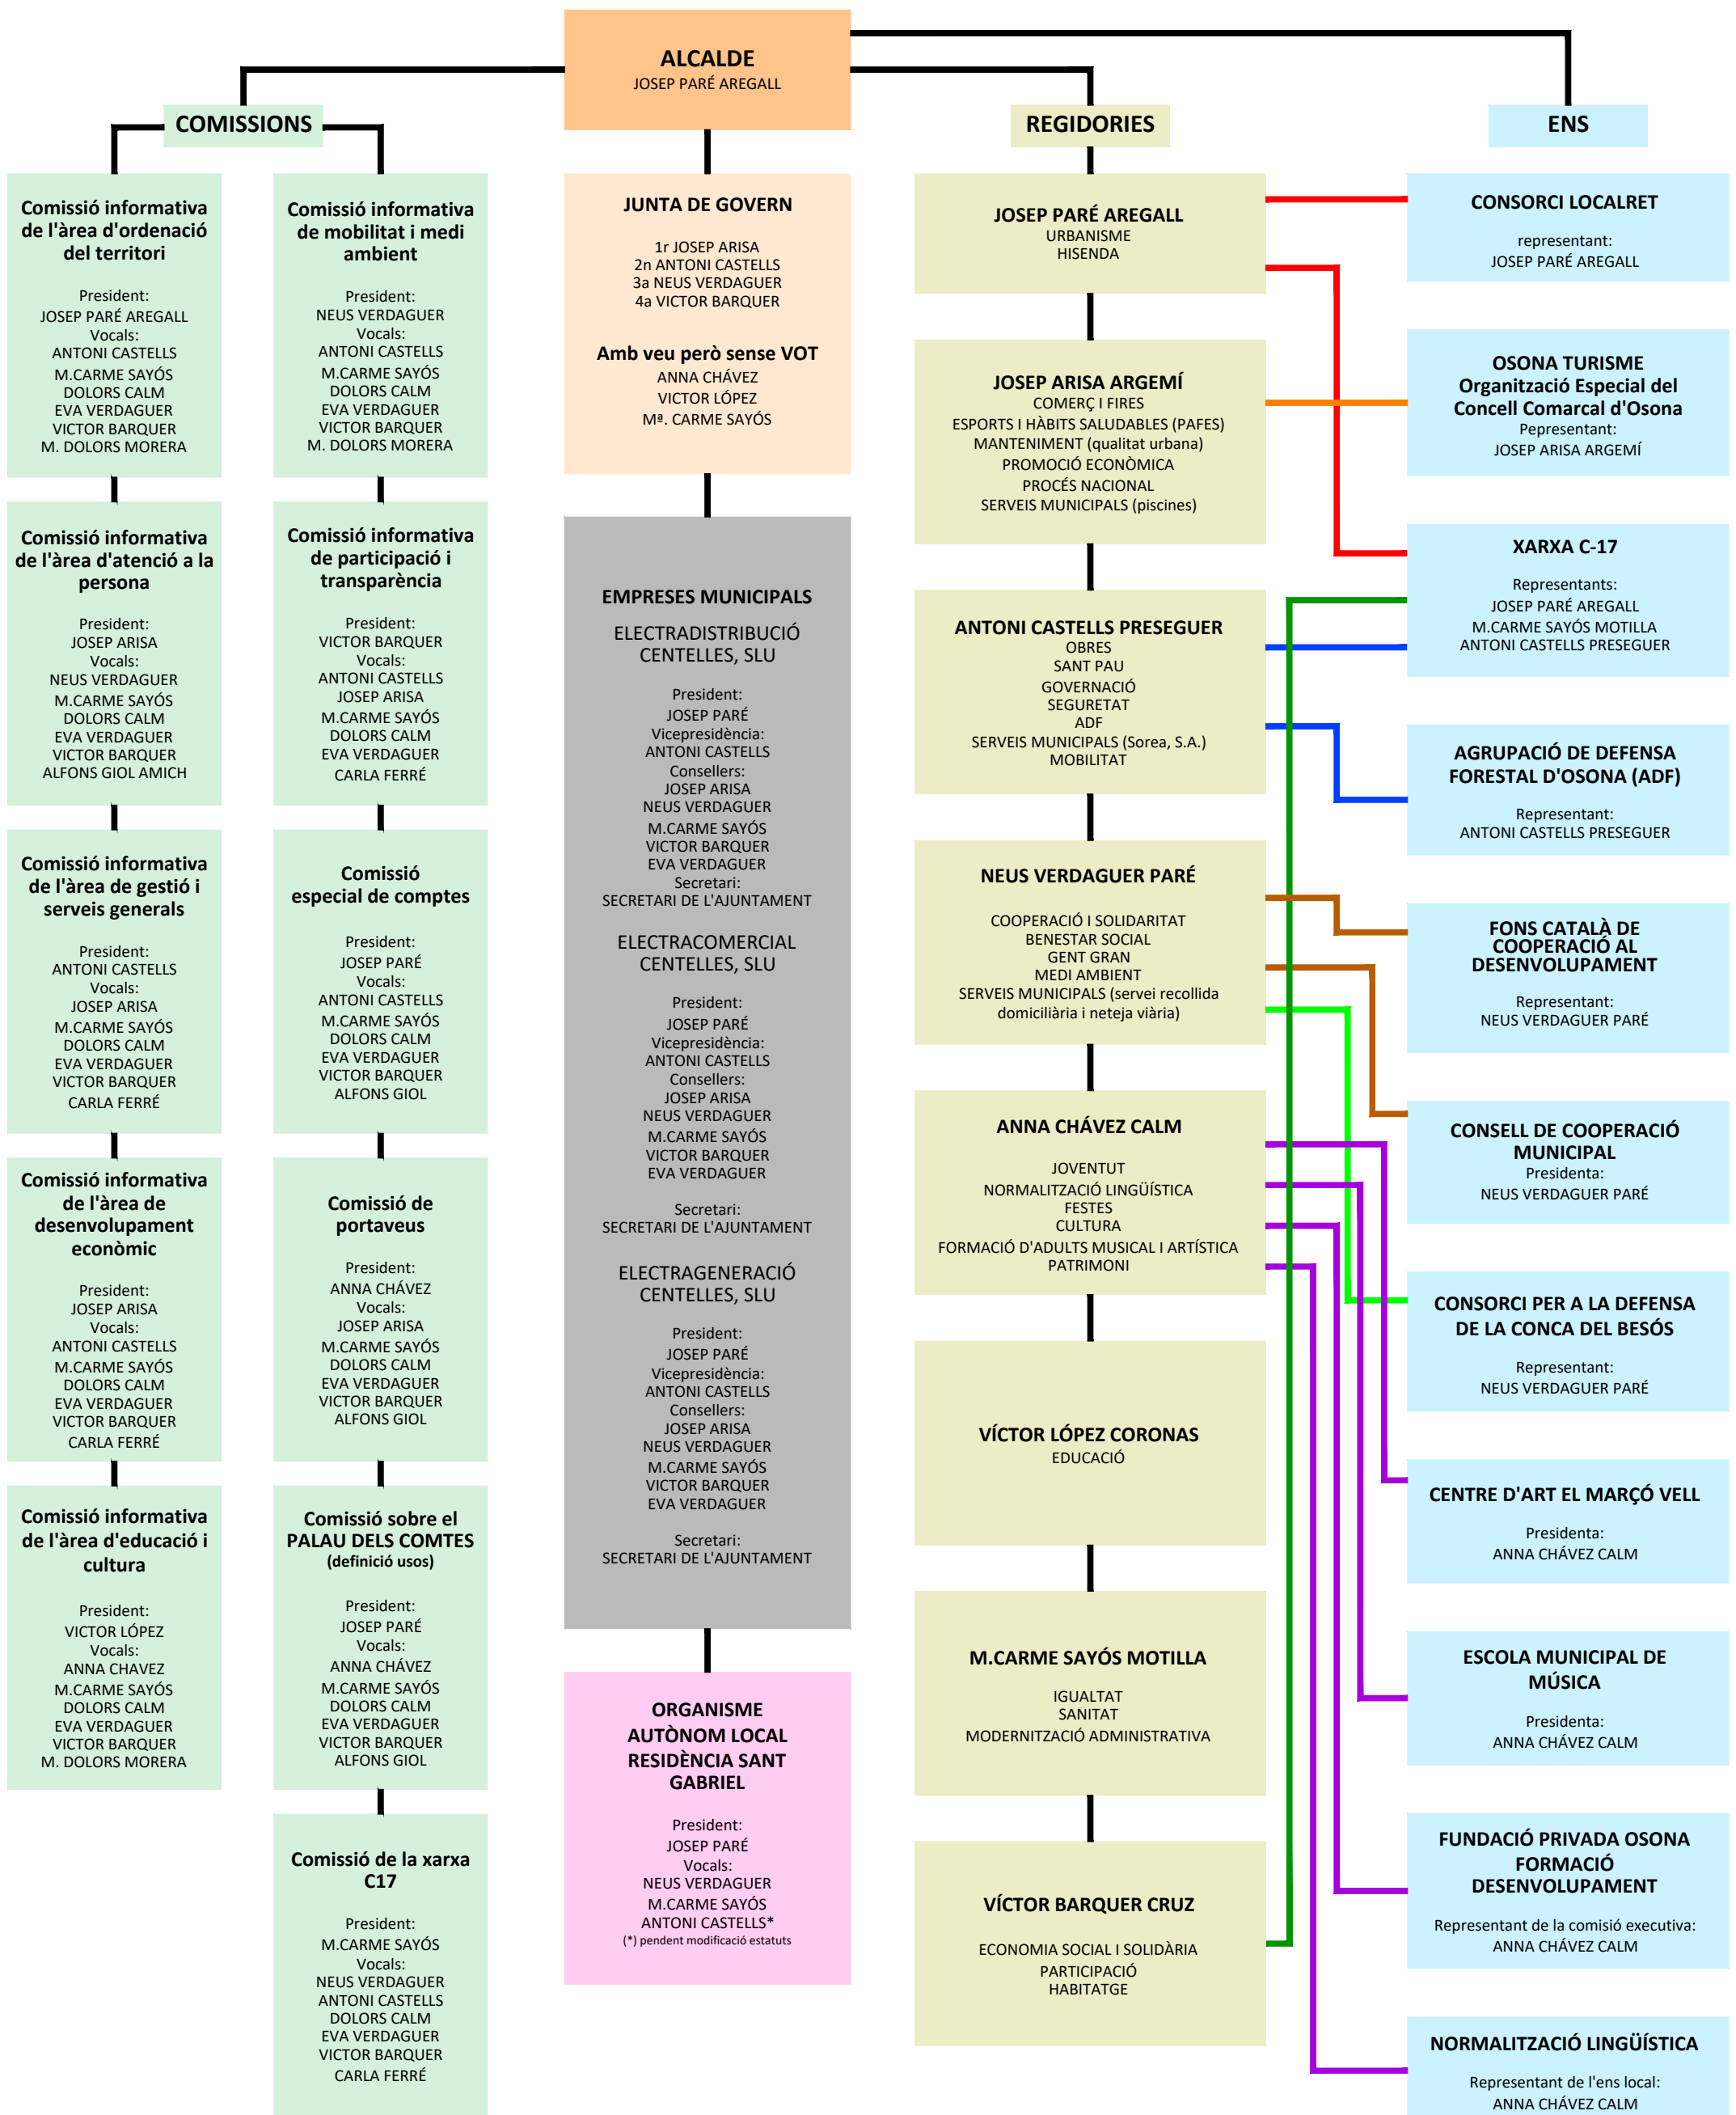 ALCALDE
JOSEP PARÉ AREGALL
COMISSIONS
Comissió informativa
de l'àrea d'ordenació
del territori
President:
JOSEP PARÉ AREGALL
Vocals:
ANTONI CASTELLS
M.CARME SAYÓS
DOLORS CALM
EVA VERDAGUER
VICTOR BARQUER
M. DOLORS MORERA
Comissió informativa
de l'àrea d'atenció a la
persona
President:
JOSEP ARISA
Vocals:
NEUS VERDAGUER
M.CARME SAYÓS
DOLORS CALM
EVA VERDAGUER
VICTOR BARQUER
ALFONS GIOL AMICH
Comissió informativa
de l'àrea de gestió i
serveis generals
President:
ANTONI CASTELLS
Vocals:
JOSEP ARISA
M.CARME SAYÓS
DOLORS CALM
EVA VERDAGUER
VICTOR BARQUER
CARLA FERRÉ
Comissió informativa
de l'àrea de
desenvolupament
econòmic
President:
JOSEP ARISA
Vocals:
ANTONI CASTELLS
M.CARME SAYÓS
DOLORS CALM
EVA VERDAGUER
VICTOR BARQUER
CARLA FERRÉ
Comissió informativa
de l'àrea d'educació i
cultura
President:
VICTOR LÓPEZ
Vocals:
ANNA CHAVEZ
M.CARME SAYÓS
DOLORS CALM
EVA VERDAGUER
VICTOR BARQUER
M. DOLORS MORERA
Comissió informativa
de mobilitat i medi
ambient
President:
NEUS VERDAGUER
Vocals:
ANTONI CASTELLS
M.CARME SAYÓS
DOLORS CALM
EVA VERDAGUER
VICTOR BARQUER
M. DOLORS MORERA
Comissió informativa
de participació i
transparència
President:
VICTOR BARQUER
Vocals:
ANTONI CASTELLS
JOSEP ARISA
M.CARME SAYÓS
DOLORS CALM
EVA VERDAGUER
CARLA FERRÉ
Comissió
especial de comptes
President:
JOSEP PARÉ
Vocals:
ANTONI CASTELLS
M.CARME SAYÓS
DOLORS CALM
EVA VERDAGUER
VICTOR BARQUER
ALFONS GIOL
Comissió de
portaveus
President:
ANNA CHÁVEZ
Vocals:
JOSEP ARISA
M.CARME SAYÓS
DOLORS CALM
EVA VERDAGUER
VICTOR BARQUER
ALFONS GIOL
Comissió sobre el
PALAU DELS COMTES
(definició usos)
President:
JOSEP PARÉ
Vocals:
ANNA CHÁVEZ
M.CARME SAYÓS
DOLORS CALM
EVA VERDAGUER
VICTOR BARQUER
ALFONS GIOL
Comissió de la xarxa
C17
President:
M.CARME SAYÓS
Vocals:
NEUS VERDAGUER
ANTONI CASTELLS
DOLORS CALM
EVA VERDAGUER
VICTOR BARQUER
CARLA FERRÉ
JUNTA DE GOVERN
1r JOSEP ARISA
2n ANTONI CASTELLS
3a NEUS VERDAGUER
4a VICTOR BARQUER
Amb veu però sense VOT
ANNA CHÁVEZ
VICTOR LÓPEZ
Mª. CARME SAYÓS
EMPRESES MUNICIPALS
ELECTRADISTRIBUCIÓ
CENTELLES, SLU
President:
JOSEP PARÉ
Vicepresidència:
ANTONI CASTELLS
Consellers:
JOSEP ARISA
NEUS VERDAGUER
M.CARME SAYÓS
VICTOR BARQUER
EVA VERDAGUER
Secretari:
SECRETARI DE L'AJUNTAMENT
ELECTRACOMERCIAL
CENTELLES, SLU
President:
JOSEP PARÉ
Vicepresidència:
ANTONI CASTELLS
Consellers:
JOSEP ARISA
NEUS VERDAGUER
M.CARME SAYÓS
VICTOR BARQUER
EVA VERDAGUER
Secretari:
SECRETARI DE L'AJUNTAMENT
ELECTRAGENERACIÓ
CENTELLES, SLU
President:
JOSEP PARÉ
Vicepresidència:
ANTONI CASTELLS
Consellers:
JOSEP ARISA
NEUS VERDAGUER
M.CARME SAYÓS
VICTOR BARQUER
EVA VERDAGUER
Secretari:
SECRETARI DE L'AJUNTAMENT
ORGANISME
AUTÒNOM LOCAL
RESIDÈNCIA SANT
GABRIEL
President:
JOSEP PARÉ
Vocals:
NEUS VERDAGUER
M.CARME SAYÓS
ANTONI CASTELLS*
(*) pendent modificació estatuts
REGIDORIES
JOSEP PARÉ AREGALL
URBANISME
HISENDA
JOSEP ARISA ARGEMÍ
COMERÇ I FIRES
ESPORTS I HÀBITS SALUDABLES (PAFES)
MANTENIMENT (qualitat urbana)
PROMOCIÓ ECONÒMICA
PROCÉS NACIONAL
SERVEIS MUNICIPALS (piscines)
ANTONI CASTELLS PRESEGUER
OBRES
SANT PAU
GOVERNACIÓ
SEGURETAT
ADF
SERVEIS MUNICIPALS (Sorea, S.A.)
MOBILITAT
NEUS VERDAGUER PARÉ
COOPERACIÓ I SOLIDARITAT
BENESTAR SOCIAL
GENT GRAN
MEDI AMBIENT
SERVEIS MUNICIPALS (servei recollida
domiciliària i neteja viària)
ANNA CHÁVEZ CALM
JOVENTUT
NORMALITZACIÓ LINGÜÍSTICA
FESTES
CULTURA
FORMACIÓ D'ADULTS MUSICAL I ARTÍSTICA
PATRIMONI
VÍCTOR LÓPEZ CORONAS
EDUCACIÓ
M.CARME SAYÓS MOTILLA
IGUALTAT
SANITAT
MODERNITZACIÓ ADMINISTRATIVA
VÍCTOR BARQUER CRUZ
ECONOMIA SOCIAL I SOLIDÀRIA
PARTICIPACIÓ
HABITATGE
ENS
CONSORCI LOCALRET
representant:
JOSEP PARÉ AREGALL
OSONA TURISME
Organització Especial del
Concell Comarcal d'Osona
Pepresentant:
JOSEP ARISA ARGEMÍ
XARXA C-17
Representants:
JOSEP PARÉ AREGALL
M.CARME SAYÓS MOTILLA
ANTONI CASTELLS PRESEGUER
AGRUPACIÓ DE DEFENSA
FORESTAL D'OSONA (ADF)
Representant:
ANTONI CASTELLS PRESEGUER
FONS CATALÀ DE
COOPERACIÓ AL
DESENVOLUPAMENT
Representant:
NEUS VERDAGUER PARÉ
CONSELL DE COOPERACIÓ
MUNICIPAL
Presidenta:
NEUS VERDAGUER PARÉ
CONSORCI PER A LA DEFENSA
DE LA CONCA DEL BESÓS
Representant:
NEUS VERDAGUER PARÉ
CENTRE D'ART EL MARÇÓ VELL
Presidenta:
ANNA CHÁVEZ CALM
ESCOLA MUNICIPAL DE
MÚSICA
Presidenta:
ANNA CHÁVEZ CALM
FUNDACIÓ PRIVADA OSONA
FORMACIÓ
DESENVOLUPAMENT
Representant de la comisió executiva:
ANNA CHÁVEZ CALM
NORMALITZACIÓ LINGÜÍSTICA
Representant de l'ens local:
ANNA CHÁVEZ CALM